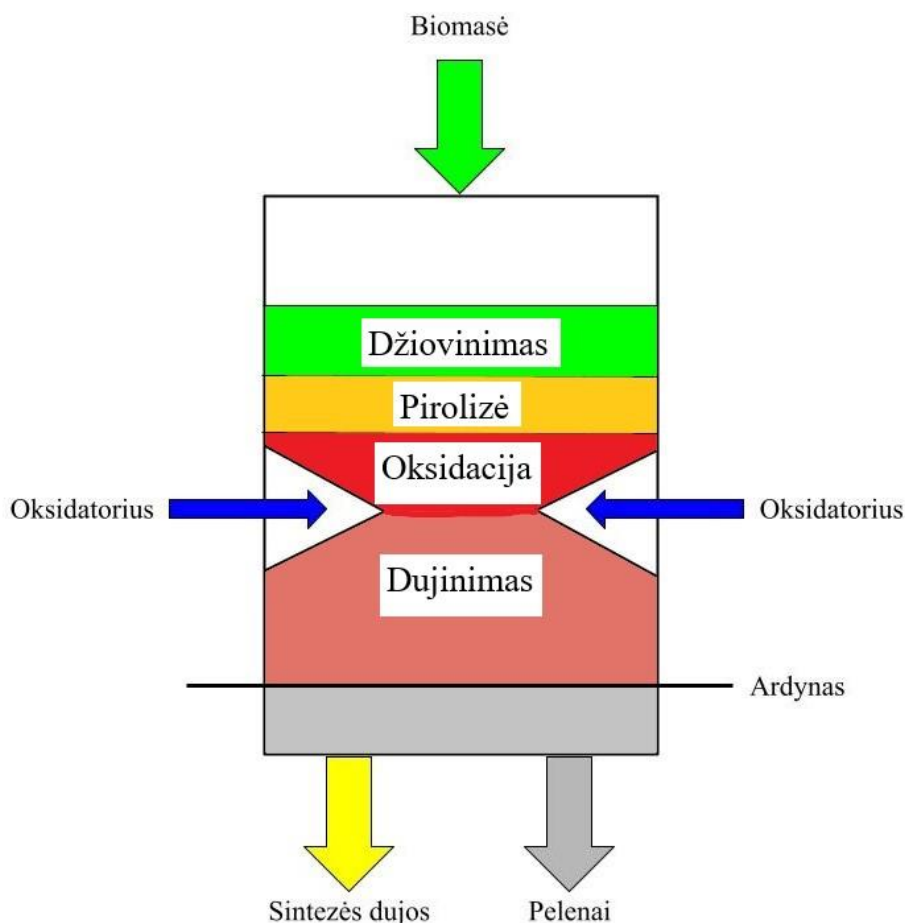 Biomasė
Džiovinimas
Pirolizė
Oksidacija
Oksidatorius
Oksidatorius
Dujinimas
Ardynas
Sintezės dujos
Pelenai